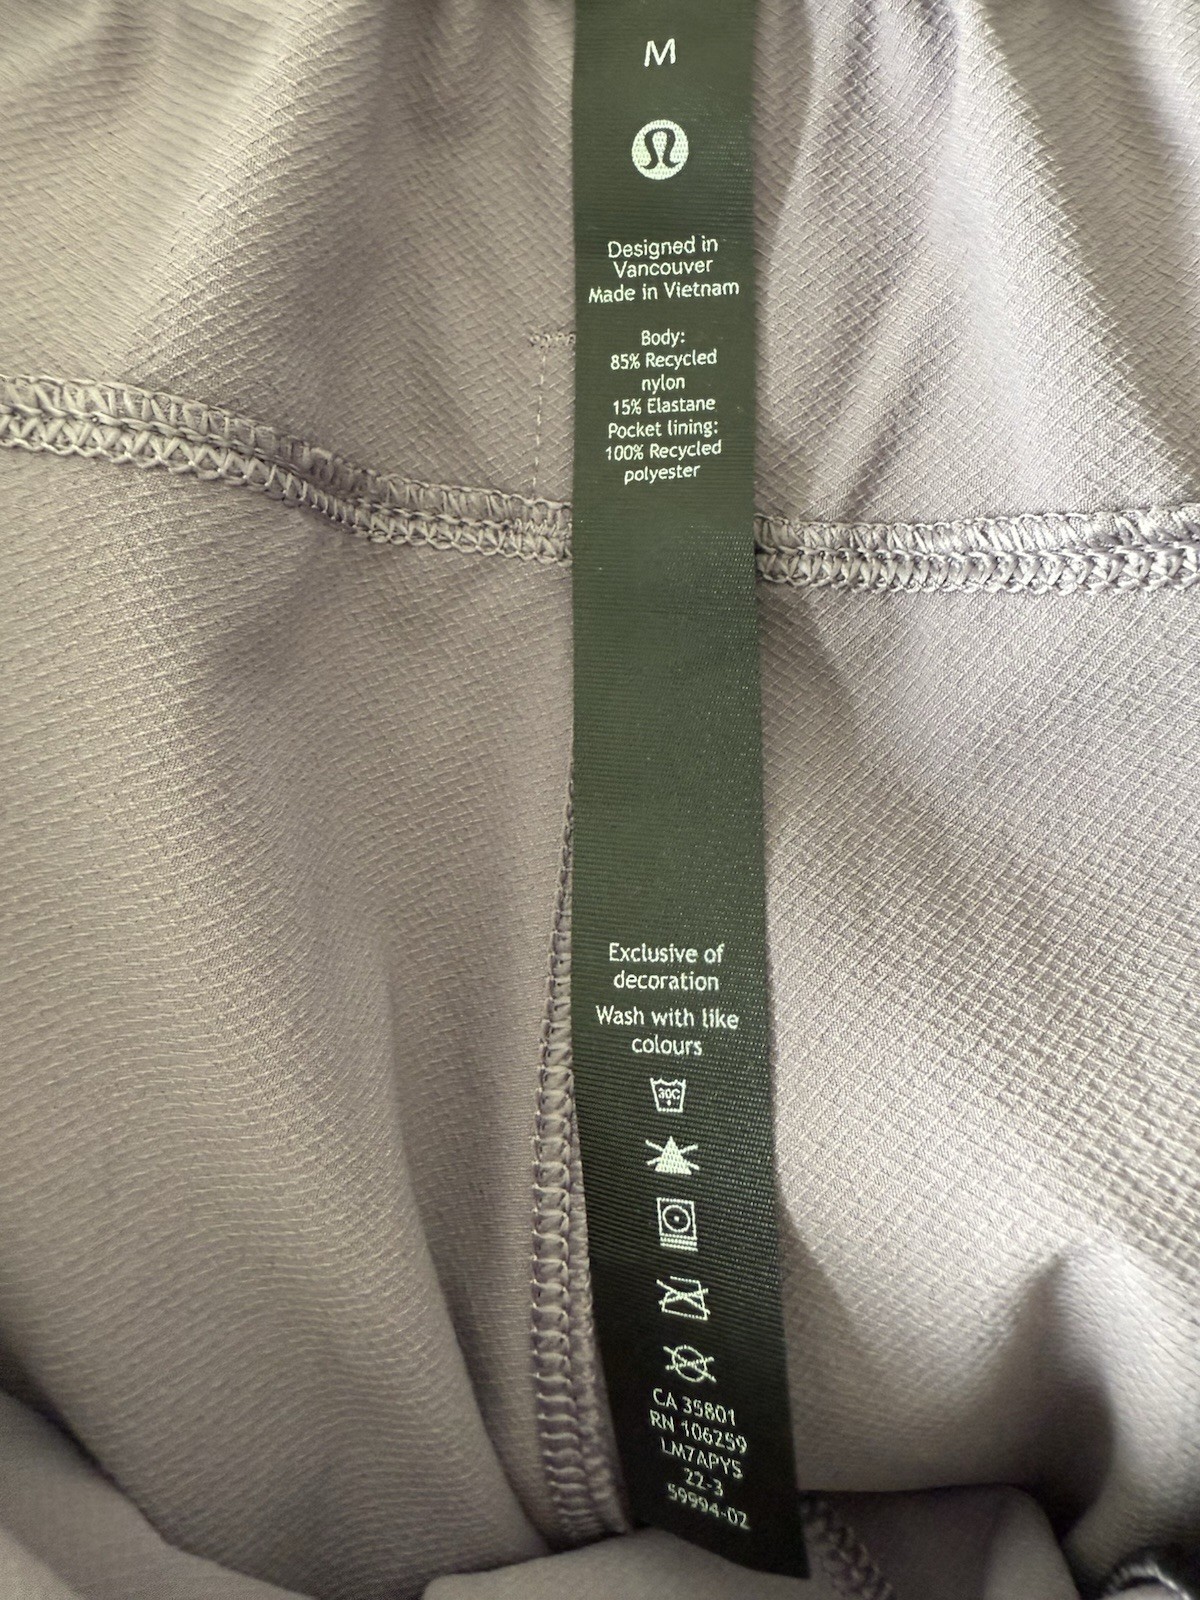 M
Designed in
Vancouver
Made in Vietnam
Body:
85% Recycled
nylon
15% Elastane
Pocket lining:
100% Recycled
polyester
Exclusive of
decoration
Wash with like
colours
30C
CA 35801
RN 106259
LM7APYS
22-3
59994-02